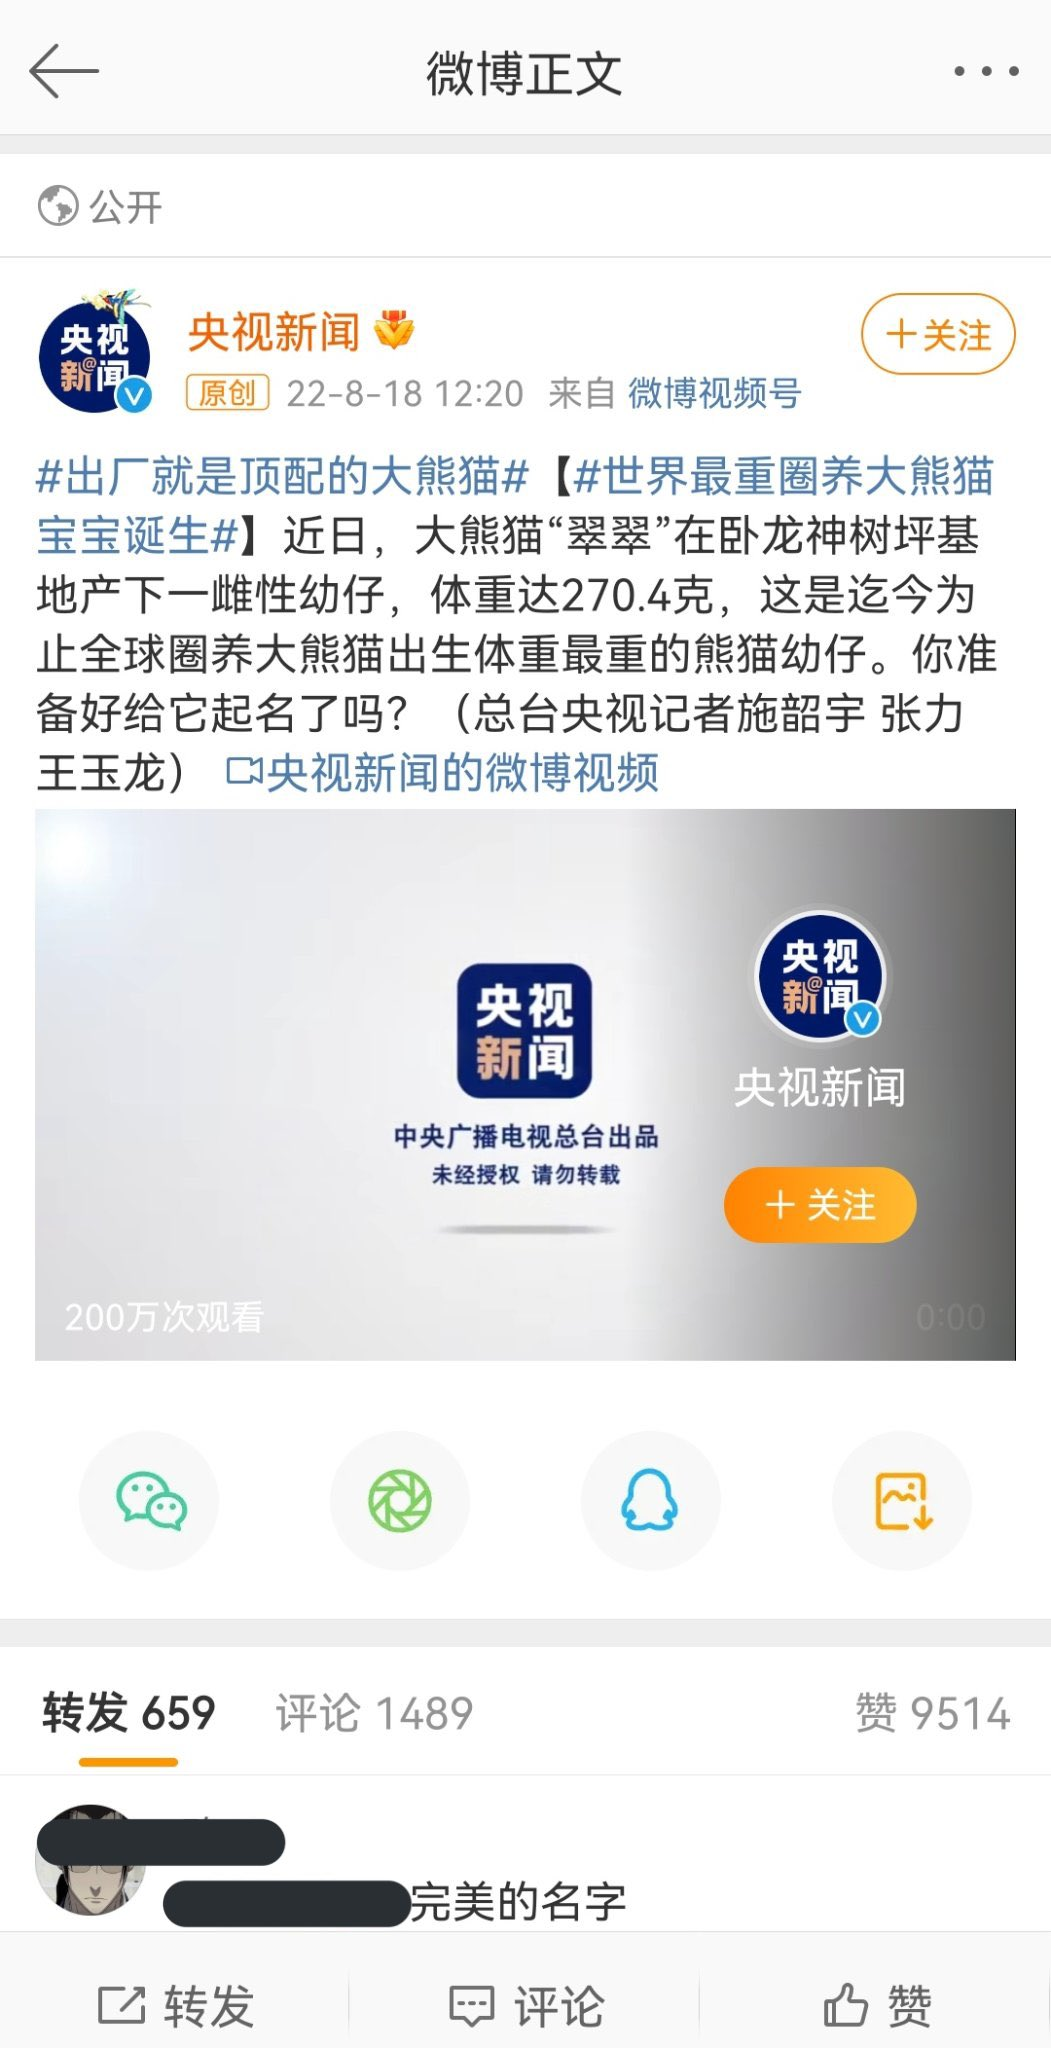 微博正文
公开
央视新闻
央视
新@闻
+关注
原创 22-8-18 12:20 来自 微博视频号
#出厂就是顶配的大熊猫#【#世界最重圈养大熊猫
宝宝诞生#】近日，大熊猫“翠翠”在卧龙神树坪基
地产下一雌性幼仔，体重达270.4克，这是迄今为
止全球圈养大熊猫出生体重最重的熊猫幼仔。你准
备好给它起名了吗？（总台央视记者施韶宇 张力
王玉龙） 央视新闻的微博视频
央视
新闻
中央广播电视总台出品
未经授权 请勿转载
央视
新@闻
央视新闻
+ 关注
200万次观看
0:00
转发 659 评论 1489 赞 9514
完美的名字
转发 评论 赞